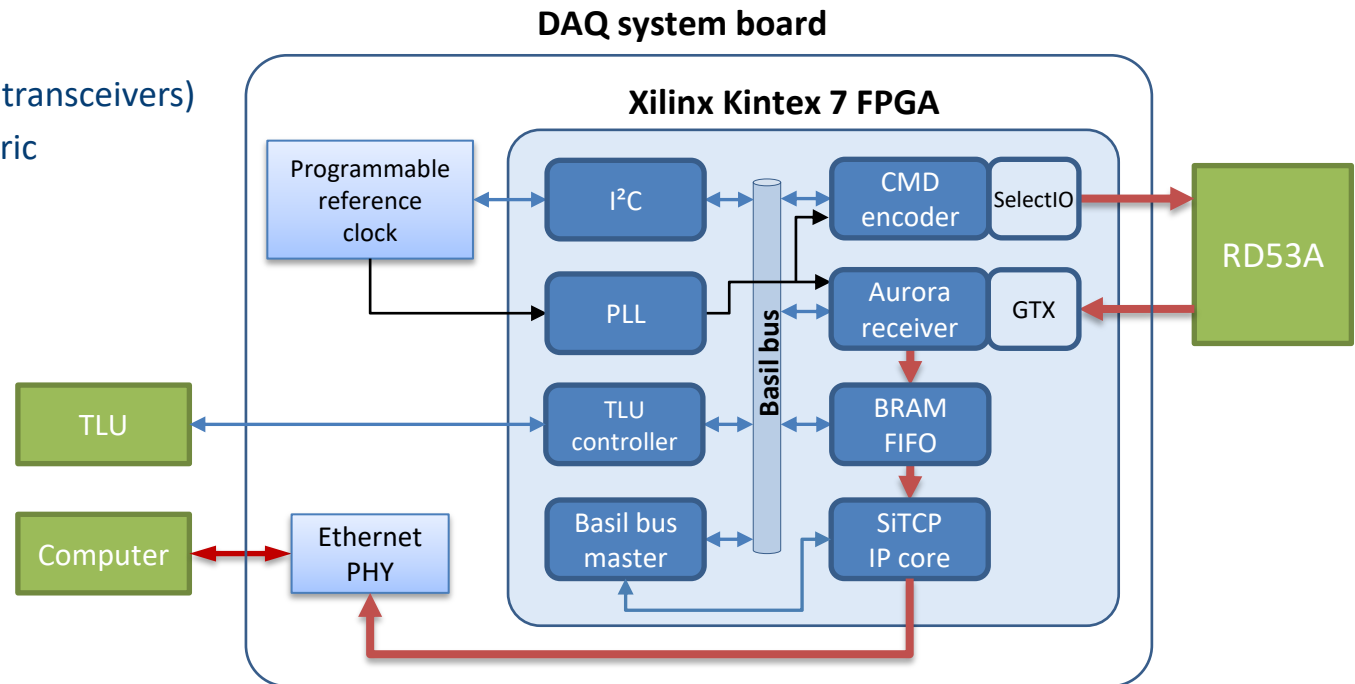 DAQ system board
transceivers)
ric
Xilinx Kintex 7 FPGA
Programmable
reference
clock
I²C
CMD
encoder
SelectIO
RD53A
PLL
Aurora
receiver
GTX
Basil bus
TLU
TLU
controller
BRAM
FIFO
Computer
Ethernet
PHY
Basil bus
master
SiTCP
IP core